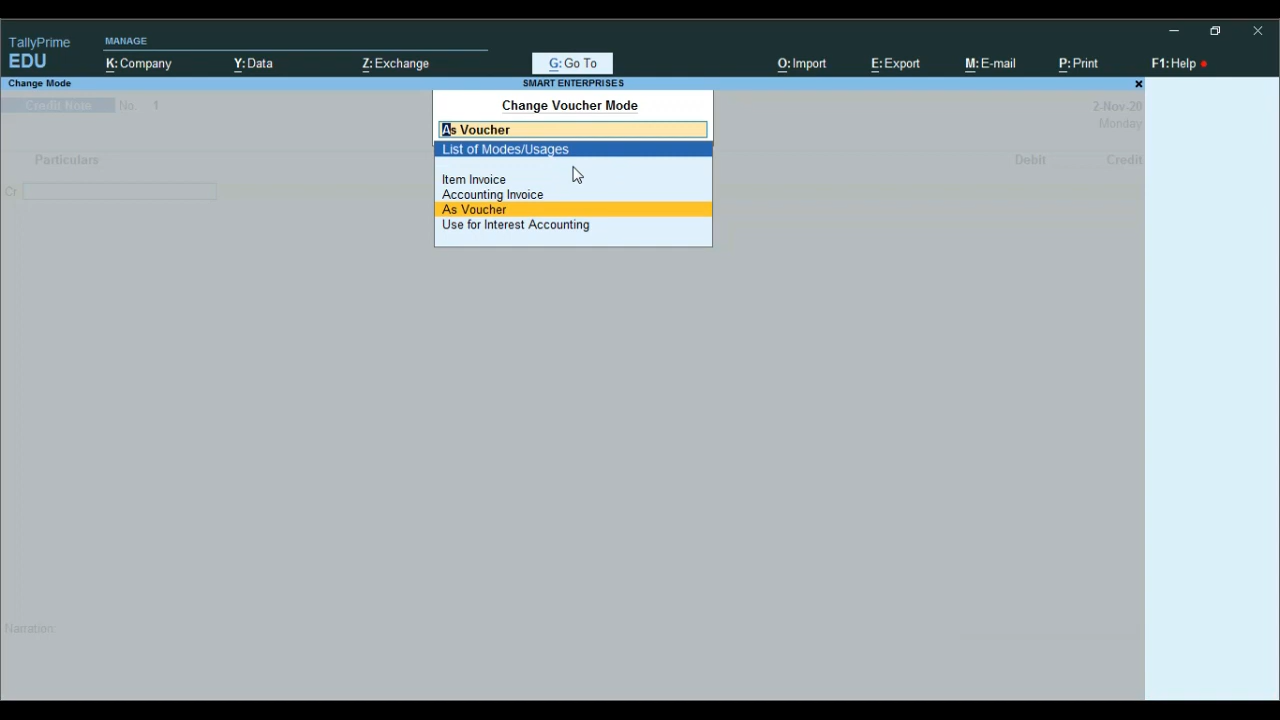 TallyPrime
EDU
MANAGE
K: Company
Y: Data
Z: Exchange
G: Go To
O: Import
E: Export
M: E-mail
P: Print
F1: Help
Change Mode
SMART ENTERPRISES
Credit Note
No. 1
2-Nov-20
Monday
Particulars
Debit
Credit
Cr
Change Voucher Mode
As Voucher
List of Modes/Usages
Item Invoice
Accounting Invoice
As Voucher
Use for Interest Accounting
Narration: